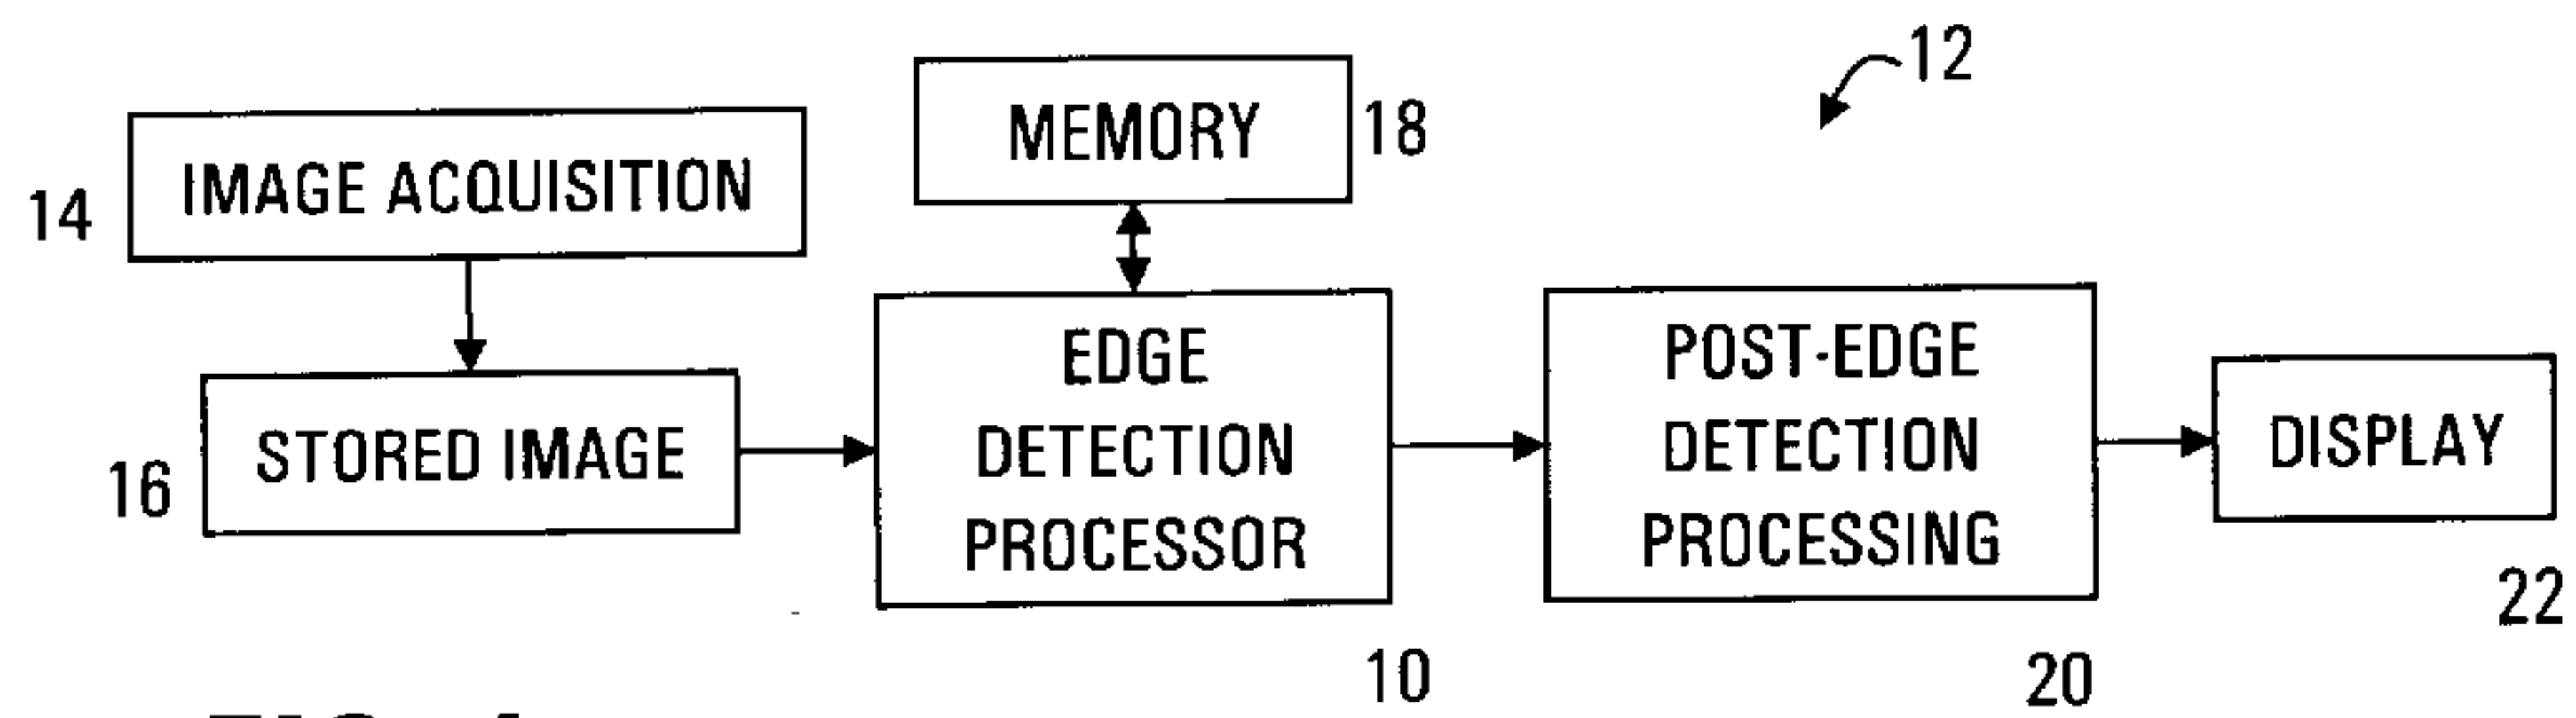 12
MEMORY
18
IMAGE ACQUISITION
14
EDGE
DETECTION
PROCESSOR
10
POST-EDGE
DETECTION
PROCESSING
20
STORED IMAGE
16
DISPLAY
22